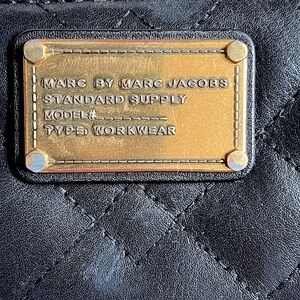 MARC BY MARC JACOBS
STANDARD SUPPLY
MODEL#
TYPE: WORKWEAR